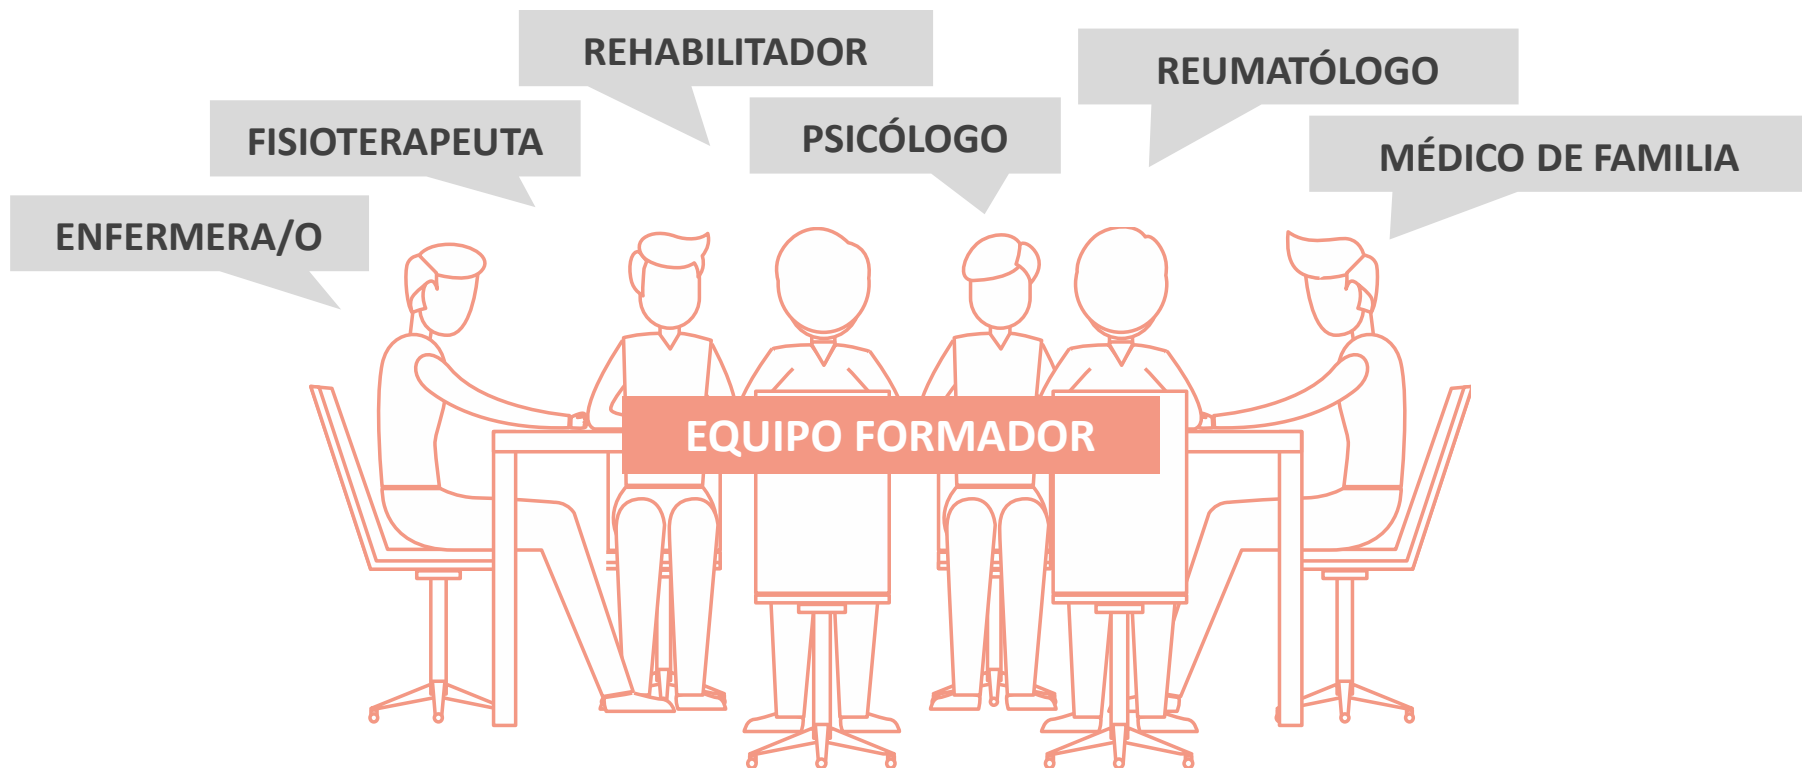 REHABILITADOR
REUMATÓLOGO
FISIOTERAPEUTA
PSICÓLOGO
MÉDICO DE FAMILIA
ENFERMERA/O
EQUIPO FORMADOR